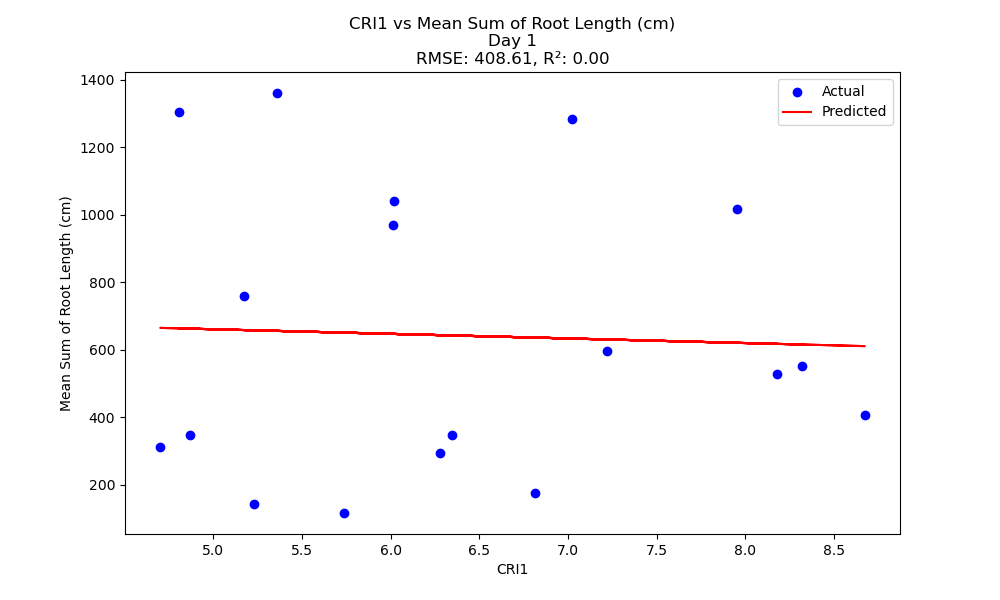 CRI1 vs Mean Sum of Root Length (cm)
Day 1
RMSE: 408.61, R²: 0.00
Actual
Predicted
Mean Sum of Root Length (cm)
1400
1200
1000
800
600
400
200
5.0 5.5 6.0 6.5 7.0 7.5 8.0 8.5
CRI1